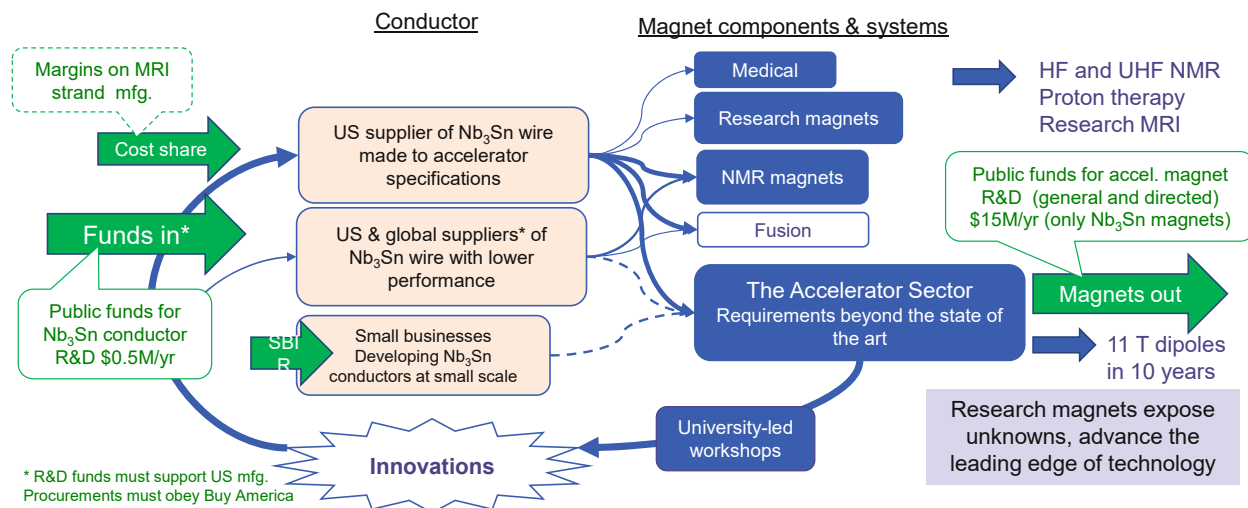 Conductor
Magnet components & systems
Margins on MRI
strand mfg.
Cost share
Funds in*
Public funds for
Nb₃Sn conductor
R&D $0.5M/yr
US supplier of Nb₃Sn wire
made to accelerator
specifications
US & global suppliers* of
Nb₃Sn wire with lower
performance
SBI
R
Small businesses
Developing Nb₃Sn
conductors at small scale
Medical
Research magnets
NMR magnets
Fusion
The Accelerator Sector
Requirements beyond the state of
the art
HF and UHF NMR
Proton therapy
Research MRI
Public funds for accel. magnet
R&D (general and directed)
$15M/yr (only Nb₃Sn magnets)
Magnets out
11 T dipoles
in 10 years
University-led
workshops
Innovations
Research magnets expose
unknowns, advance the
leading edge of technology
* R&D funds must support US mfg.
Procurements must obey Buy America